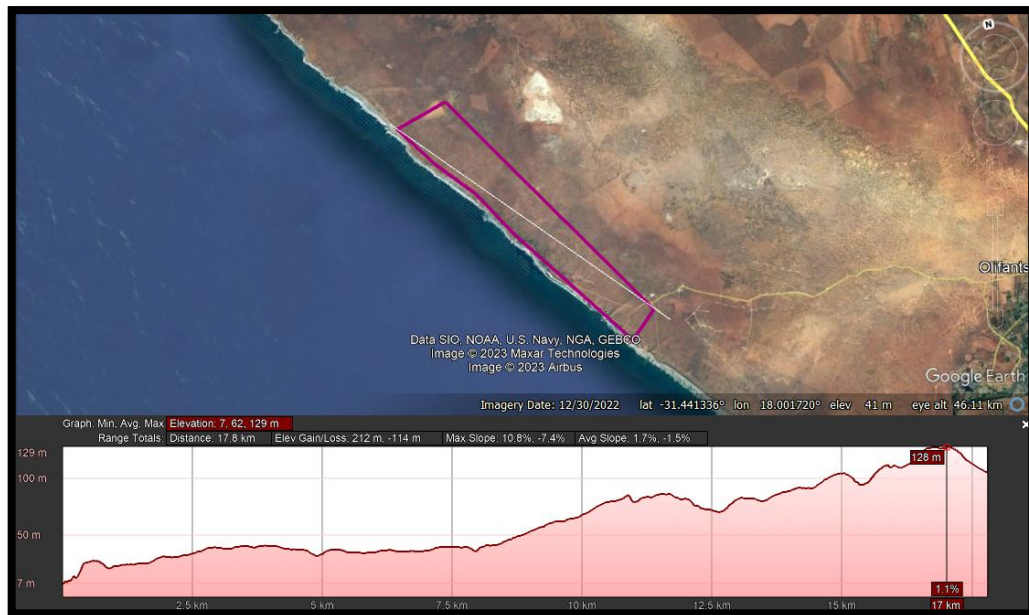 N
Olifants
Data SIO, NOAA, U.S. Navy, NGA, GEBCO
Image © 2023 Maxar Technologies
Image © 2023 Airbus
Google Earth
Imagery Date: 12/30/2022 lat -31.441336° lon 18.001720° elev 41 m eye alt 46.11 km
Graph: Min, Avg, Max Elevation: 7, 62, 129 m
Range Totals: Distance: 17.8 km Elev Gain/Loss: 212 m, -114 m Max Slope: 10.8%, -7.4% Avg Slope: 1.7%, -1.5%
129 m
128 m
100 m
50 m
7 m
1.1%
2.5 km 5 km 7.5 km 10 km 12.5 km 15 km 17 km